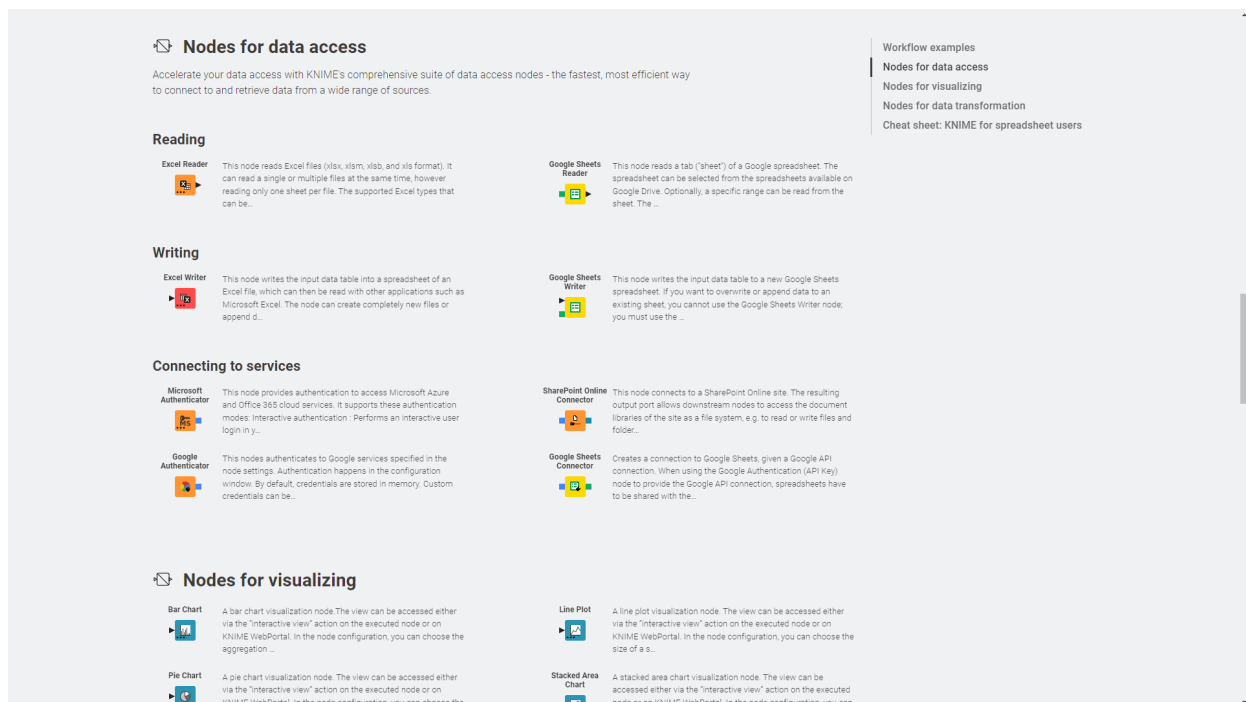 Nodes for data access
Accelerate your data access with KNIME's comprehensive suite of data access nodes - the fastest, most efficient way
to connect to and retrieve data from a wide range of sources.
Workflow examples
Nodes for data access
Nodes for visualizing
Nodes for data transformation
Cheat sheet: KNIME for spreadsheet users
Reading
Excel Reader
This node reads Excel files (xlsx, xlsm, xlsb, and xls format). It
can read a single or multiple files at the same time, however
reading only one sheet per file. The supported Excel types that
can be...
Google Sheets
Reader
This node reads a tab ("sheet") of a Google spreadsheet. The
spreadsheet can be selected from the spreadsheets available on
Google Drive. Optionally, a specific range can be read from the
sheet. The ...
Writing
Excel Writer
This node writes the input data table into a spreadsheet of an
Excel file, which can then be read with other applications such as
Microsoft Excel. The node can create completely new files or
append d...
Google Sheets
Writer
This node writes the input data table to a new Google Sheets
spreadsheet. If you want to overwrite or append data to an
existing sheet, you cannot use the Google Sheets Writer node;
you must use the ...
Connecting to services
Microsoft
Authenticator
MS
This node provides authentication to access Microsoft Azure
and Office 365 cloud services. It supports these authentication
modes: Interactive authentication : Performs an interactive user
login in y...
SharePoint Online
Connector
This node connects to a SharePoint Online site. The resulting
output port allows downstream nodes to access the document
libraries of the site as a file system, e.g. to read or write files and
folder...
Google
Authenticator
This nodes authenticates to Google services specified in the
node settings. Authentication happens in the configuration
window. By default, credentials are stored in memory. Custom
credentials can be...
Google Sheets
Connector
Creates a connection to Google Sheets, given a Google API
connection. When using the Google Authentication (API Key)
node to provide the Google API connection, spreadsheets have
to be shared with the...
Nodes for visualizing
Bar Chart
A bar chart visualization node.The view can be accessed either
via the "interactive view" action on the executed node or on
KNIME WebPortal. In the node configuration, you can choose the
aggregation ...
Line Plot
A line plot visualization node. The view can be accessed either
via the "interactive view" action on the executed node or on
KNIME WebPortal. In the node configuration, you can choose the
size of a s...
Pie Chart
A pie chart visualization node. The view can be accessed either
via the "interactive view" action on the executed node or on
KNIME WebPortal. In the node configuration, you can choose the
Stacked Area
Chart
A stacked area chart visualization node. The view can be
accessed either via the "interactive view" action on the executed
node or on KNIME WebPortal. In the node configuration, you can